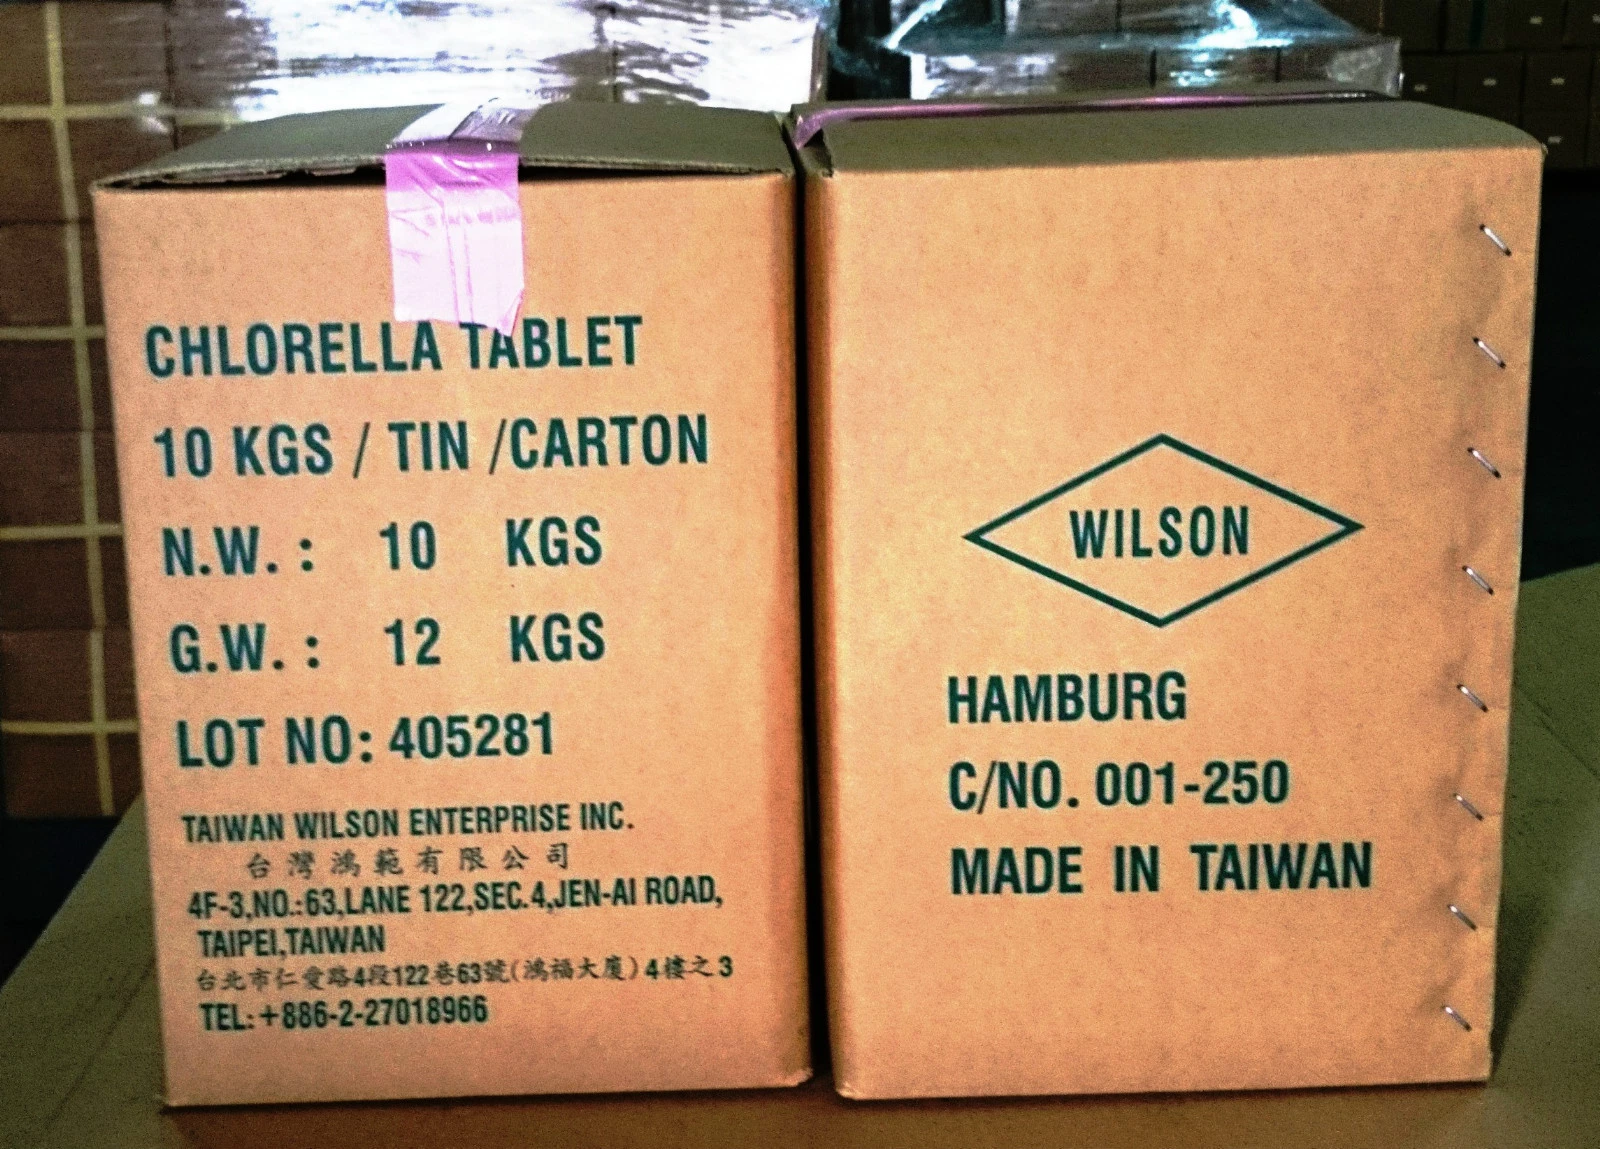 CHLORELLA TABLET
10 KGS / TIN /CARTON
N.W. : 10 KGS
G.W. : 12 KGS
LOT NO: 405281
TAIWAN WILSON ENTERPRISE INC.
台灣鴻範有限公司
4F-3,NO.:63,LANE 122,SEC.4,JEN-AI ROAD,
TAIPEI,TAIWAN
台北市仁愛路4段122巷63號(鴻福大廈)4樓之3
TEL:+886-2-27018966
WILSON
HAMBURG
C/NO. 001-250
MADE IN TAIWAN